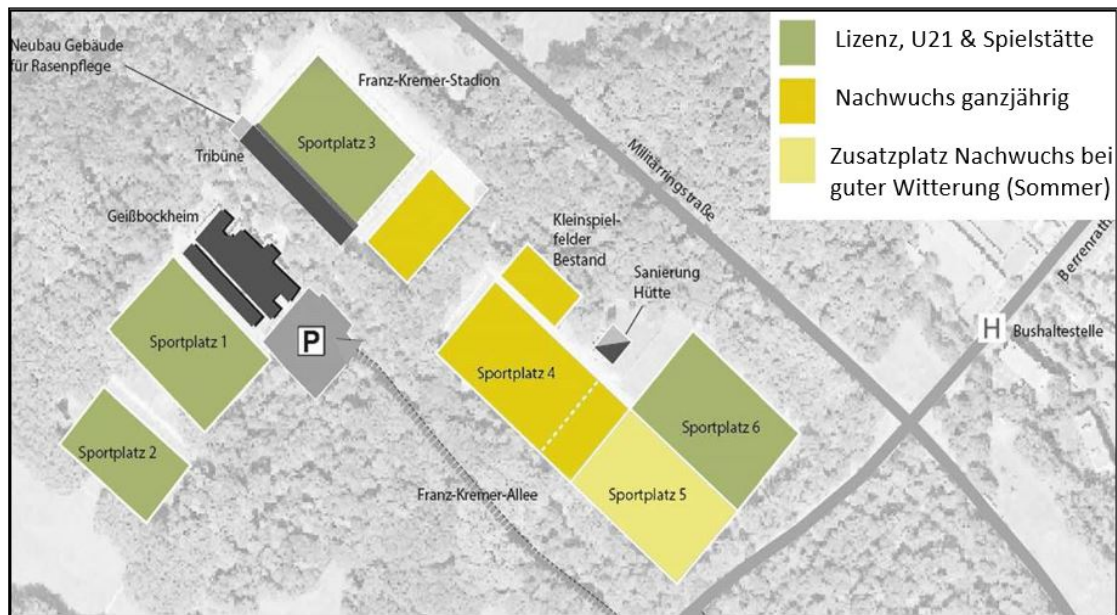 Neubau Gebäude
für Rasenpflege
Franz-Kremer-Stadion
Lizenz, U21 & Spielstätte
Nachwuchs ganzjährig
Zusatzplatz Nachwuchs bei
guter Witterung (Sommer)
Sportplatz 3
Tribüne
Militärringstraße
Geißbockheim
Kleinspiel-
felder
Bestand
Sanierung
Hütte
Berrenrath
H
Bushaltestelle
Sportplatz 1
P
Sportplatz 4
Sportplatz 6
Sportplatz 2
Sportplatz 5
Franz-Kremer-Allee